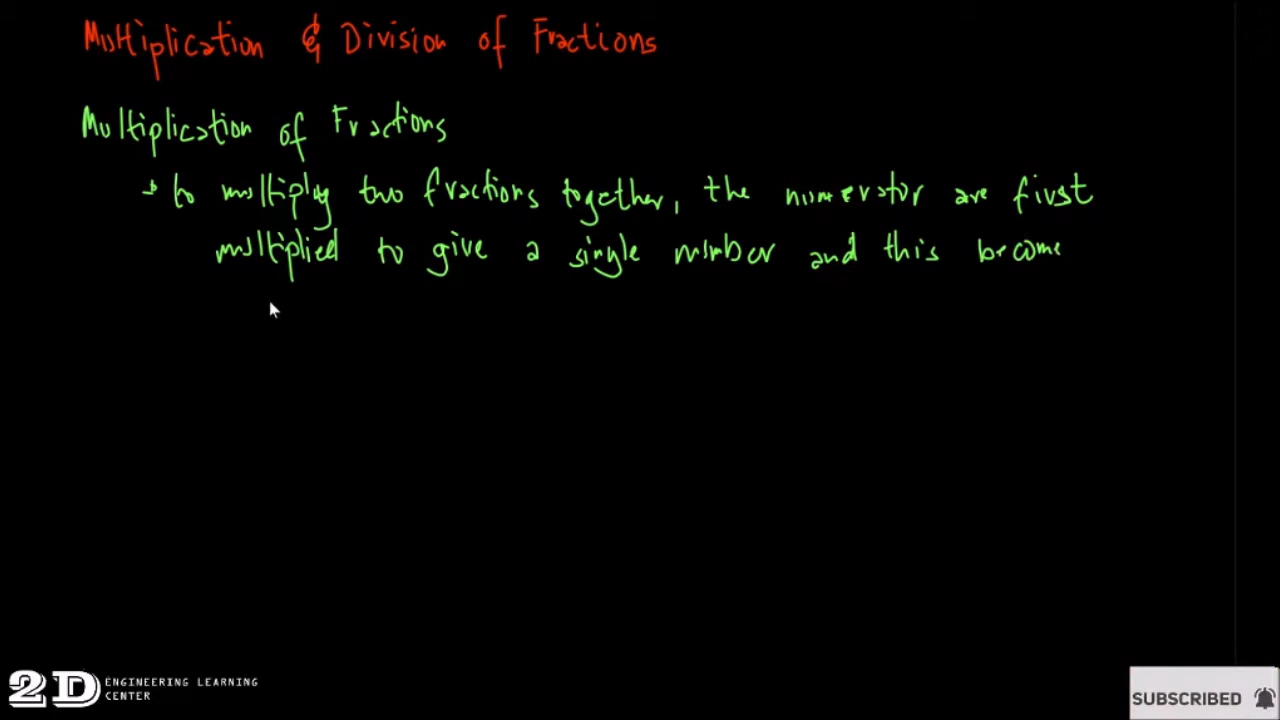 Multiplication & Division of Fractions
Multiplication of Fractions
to multiply two fractions together, the numerator are first
multiplied to give a single number and this become
2D ENGINEERING LEARNING
CENTER
SUBSCRIBED